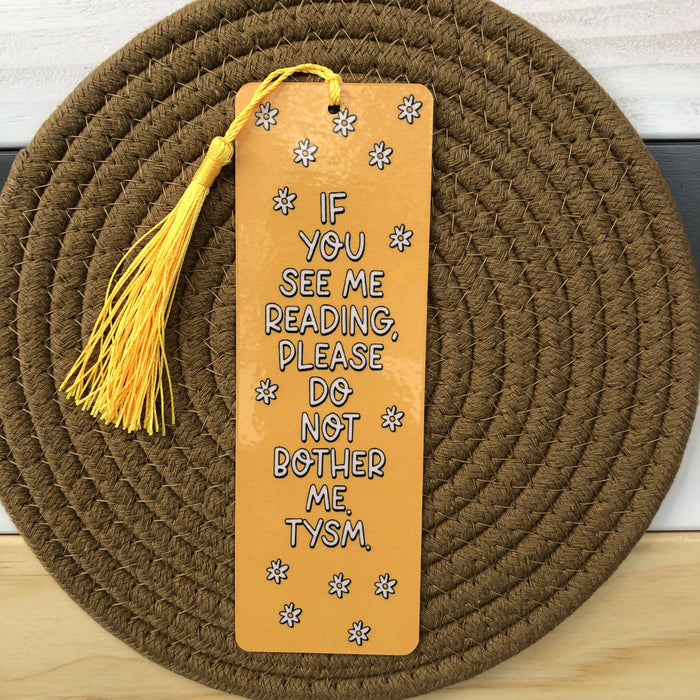 IF
YOU
SEE ME
READING,
PLEASE
DO
NOT
BOTHER
ME.
TYSM.